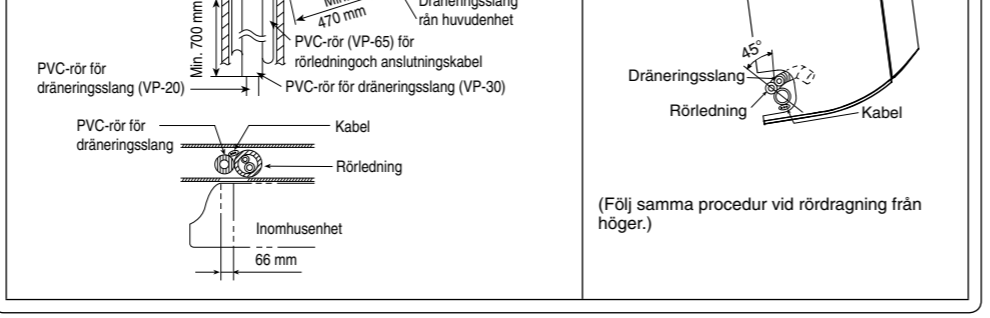 Dräneringsslang
rån huvudenhet
470 mm
Min. 700 mm
PVC-rör (VP-65) för
rörledningoch anslutningskabel
PVC-rör för
dräneringsslang (VP-20)
PVC-rör för dräneringsslang (VP-30)
PVC-rör för
dräneringsslang
Kabel
Rörledning
Inomhusenhet
66 mm
45°
Dräneringsslang
Rörledning
Kabel
(Följ samma procedur vid rördragning från
höger.)